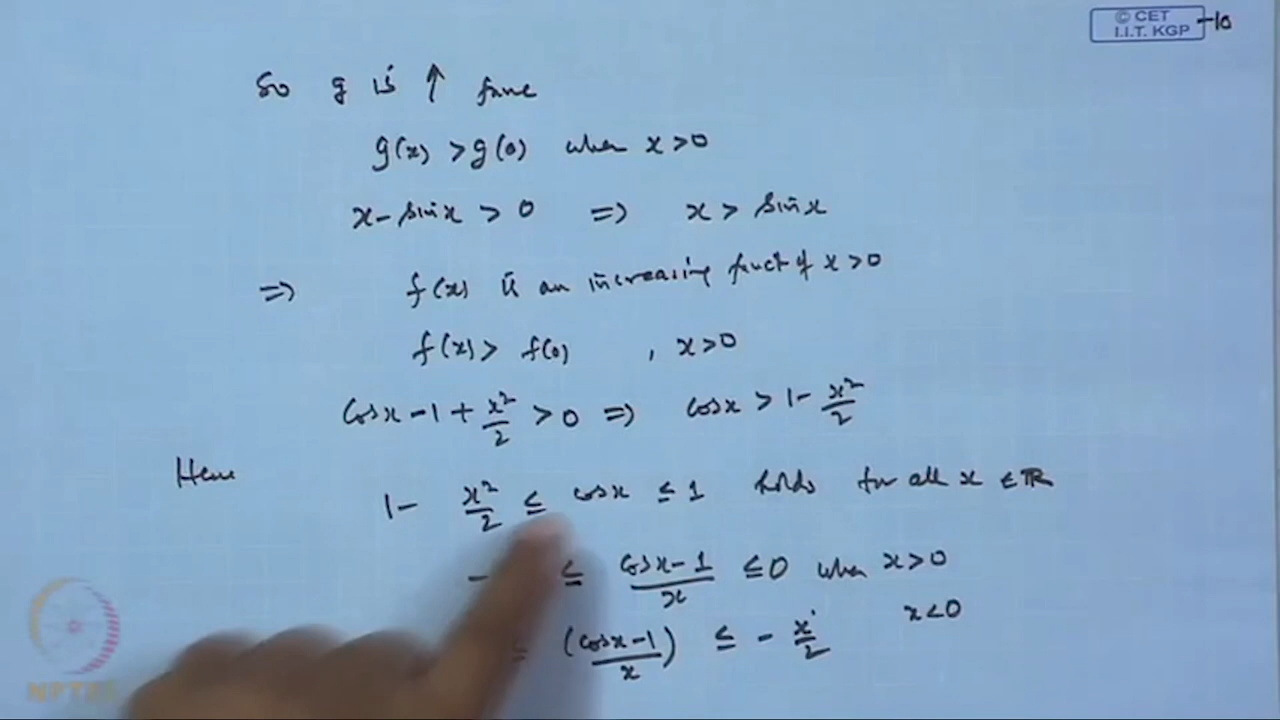 © CET
I.I.T. KGP
-10
So g is ↑ func
g(x) > g(0) when x>0
x - sin x > 0 => x > sin x
=> f(x) is an increasing funct of x>0
f(x) > f(0) , x>0
cos x - 1 + x²/2 > 0 => cos x > 1 - x²/2
Hence
1 - x²/2 ≤ cos x ≤ 1 holds for all x ∈ ℝ
- ≤ (cos x - 1)/x ≤ 0 when x>0
≤ (cos x - 1 / x) ≤ - x/2 x<0
NPTEL